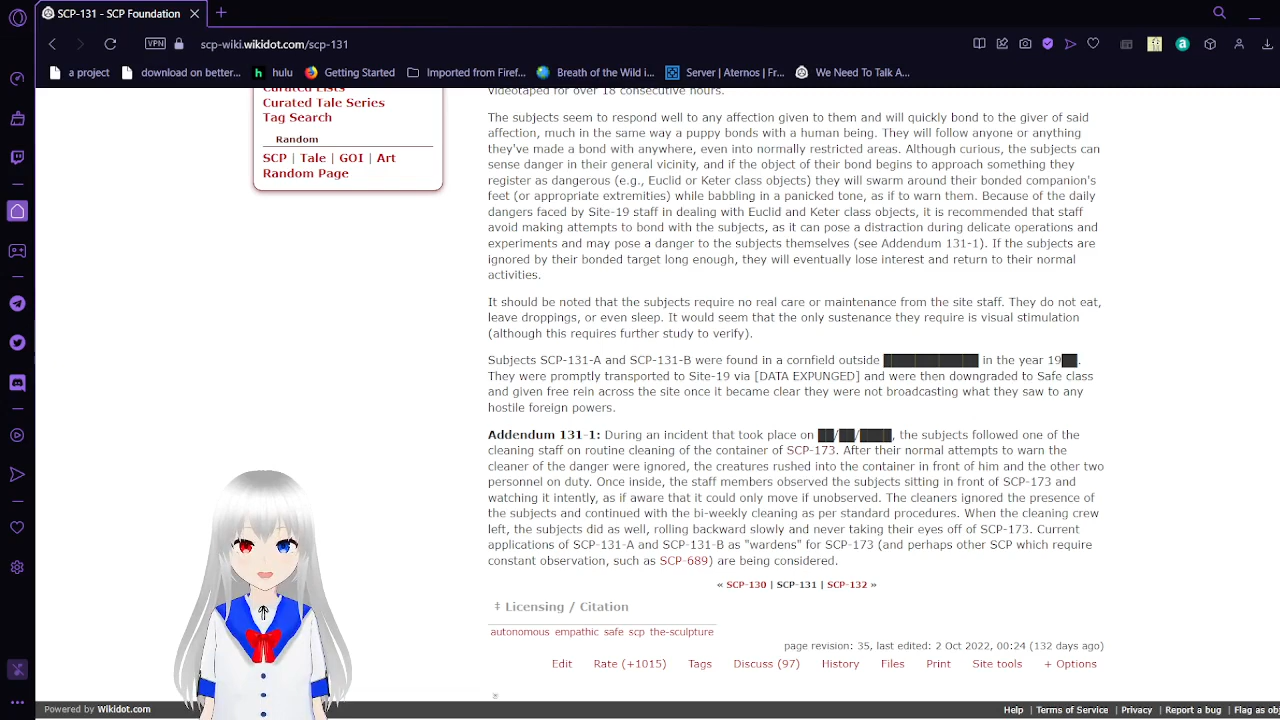 SCP-131 - SCP Foundation
scp-wiki.wikidot.com/scp-131
VPN
a project
download on better...
hulu
Getting Started
Imported from Firef...
Breath of the Wild i...
Server | Aternos | Fr...
We Need To Talk A...
Curated Lists
Curated Tale Series
Tag Search
Random
SCP | Tale | GOI | Art
Random Page
videotaped for over 18 consecutive hours.
The subjects seem to respond well to any affection given to them and will quickly bond to the giver of said
affection, much in the same way a puppy bonds with a human being. They will follow anyone or anything
they've made a bond with anywhere, even into normally restricted areas. Although curious, the subjects can
sense danger in their general vicinity, and if the object of their bond begins to approach something they
register as dangerous (e.g., Euclid or Keter class objects) they will swarm around their bonded companion's
feet (or appropriate extremities) while babbling in a panicked tone, as if to warn them. Because of the daily
dangers faced by Site-19 staff in dealing with Euclid and Keter class objects, it is recommended that staff
avoid making attempts to bond with the subjects, as it can pose a distraction during delicate operations and
experiments and may pose a danger to the subjects themselves (see Addendum 131-1). If the subjects are
ignored by their bonded target long enough, they will eventually lose interest and return to their normal
activities.
It should be noted that the subjects require no real care or maintenance from the site staff. They do not eat,
leave droppings, or even sleep. It would seem that the only sustenance they require is visual stimulation
(although this requires further study to verify).
Subjects SCP-131-A and SCP-131-B were found in a cornfield outside ████████████ in the year 19██.
They were promptly transported to Site-19 via [DATA EXPUNGED] and were then downgraded to Safe class
and given free rein across the site once it became clear they were not broadcasting what they saw to any
hostile foreign powers.
Addendum 131-1: During an incident that took place on ██/██/████, the subjects followed one of the
cleaning staff on routine cleaning of the container of SCP-173. After their normal attempts to warn the
cleaner of the danger were ignored, the creatures rushed into the container in front of him and the other two
personnel on duty. Once inside, the staff members observed the subjects sitting in front of SCP-173 and
watching it intently, as if aware that it could only move if unobserved. The cleaners ignored the presence of
the subjects and continued with the bi-weekly cleaning as per standard procedures. When the cleaning crew
left, the subjects did as well, rolling backward slowly and never taking their eyes off of SCP-173. Current
applications of SCP-131-A and SCP-131-B as "wardens" for SCP-173 (and perhaps other SCP which require
constant observation, such as SCP-689) are being considered.
« SCP-130 | SCP-131 | SCP-132 »
‡ Licensing / Citation
autonomous empathic safe scp the-sculpture
page revision: 35, last edited: 2 Oct 2022, 00:24 (132 days ago)
Edit Rate (+1015) Tags Discuss (97) History Files Print Site tools + Options
Powered by Wikidot.com
Help | Terms of Service | Privacy | Report a bug | Flag as ob